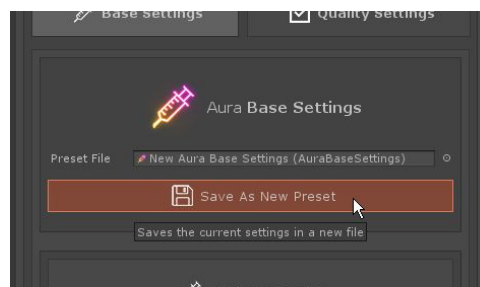 Base Settings
Quality Settings
Aura Base Settings
Preset File
New Aura Base Settings (AuraBaseSettings)
Save As New Preset
Saves the current settings in a new file